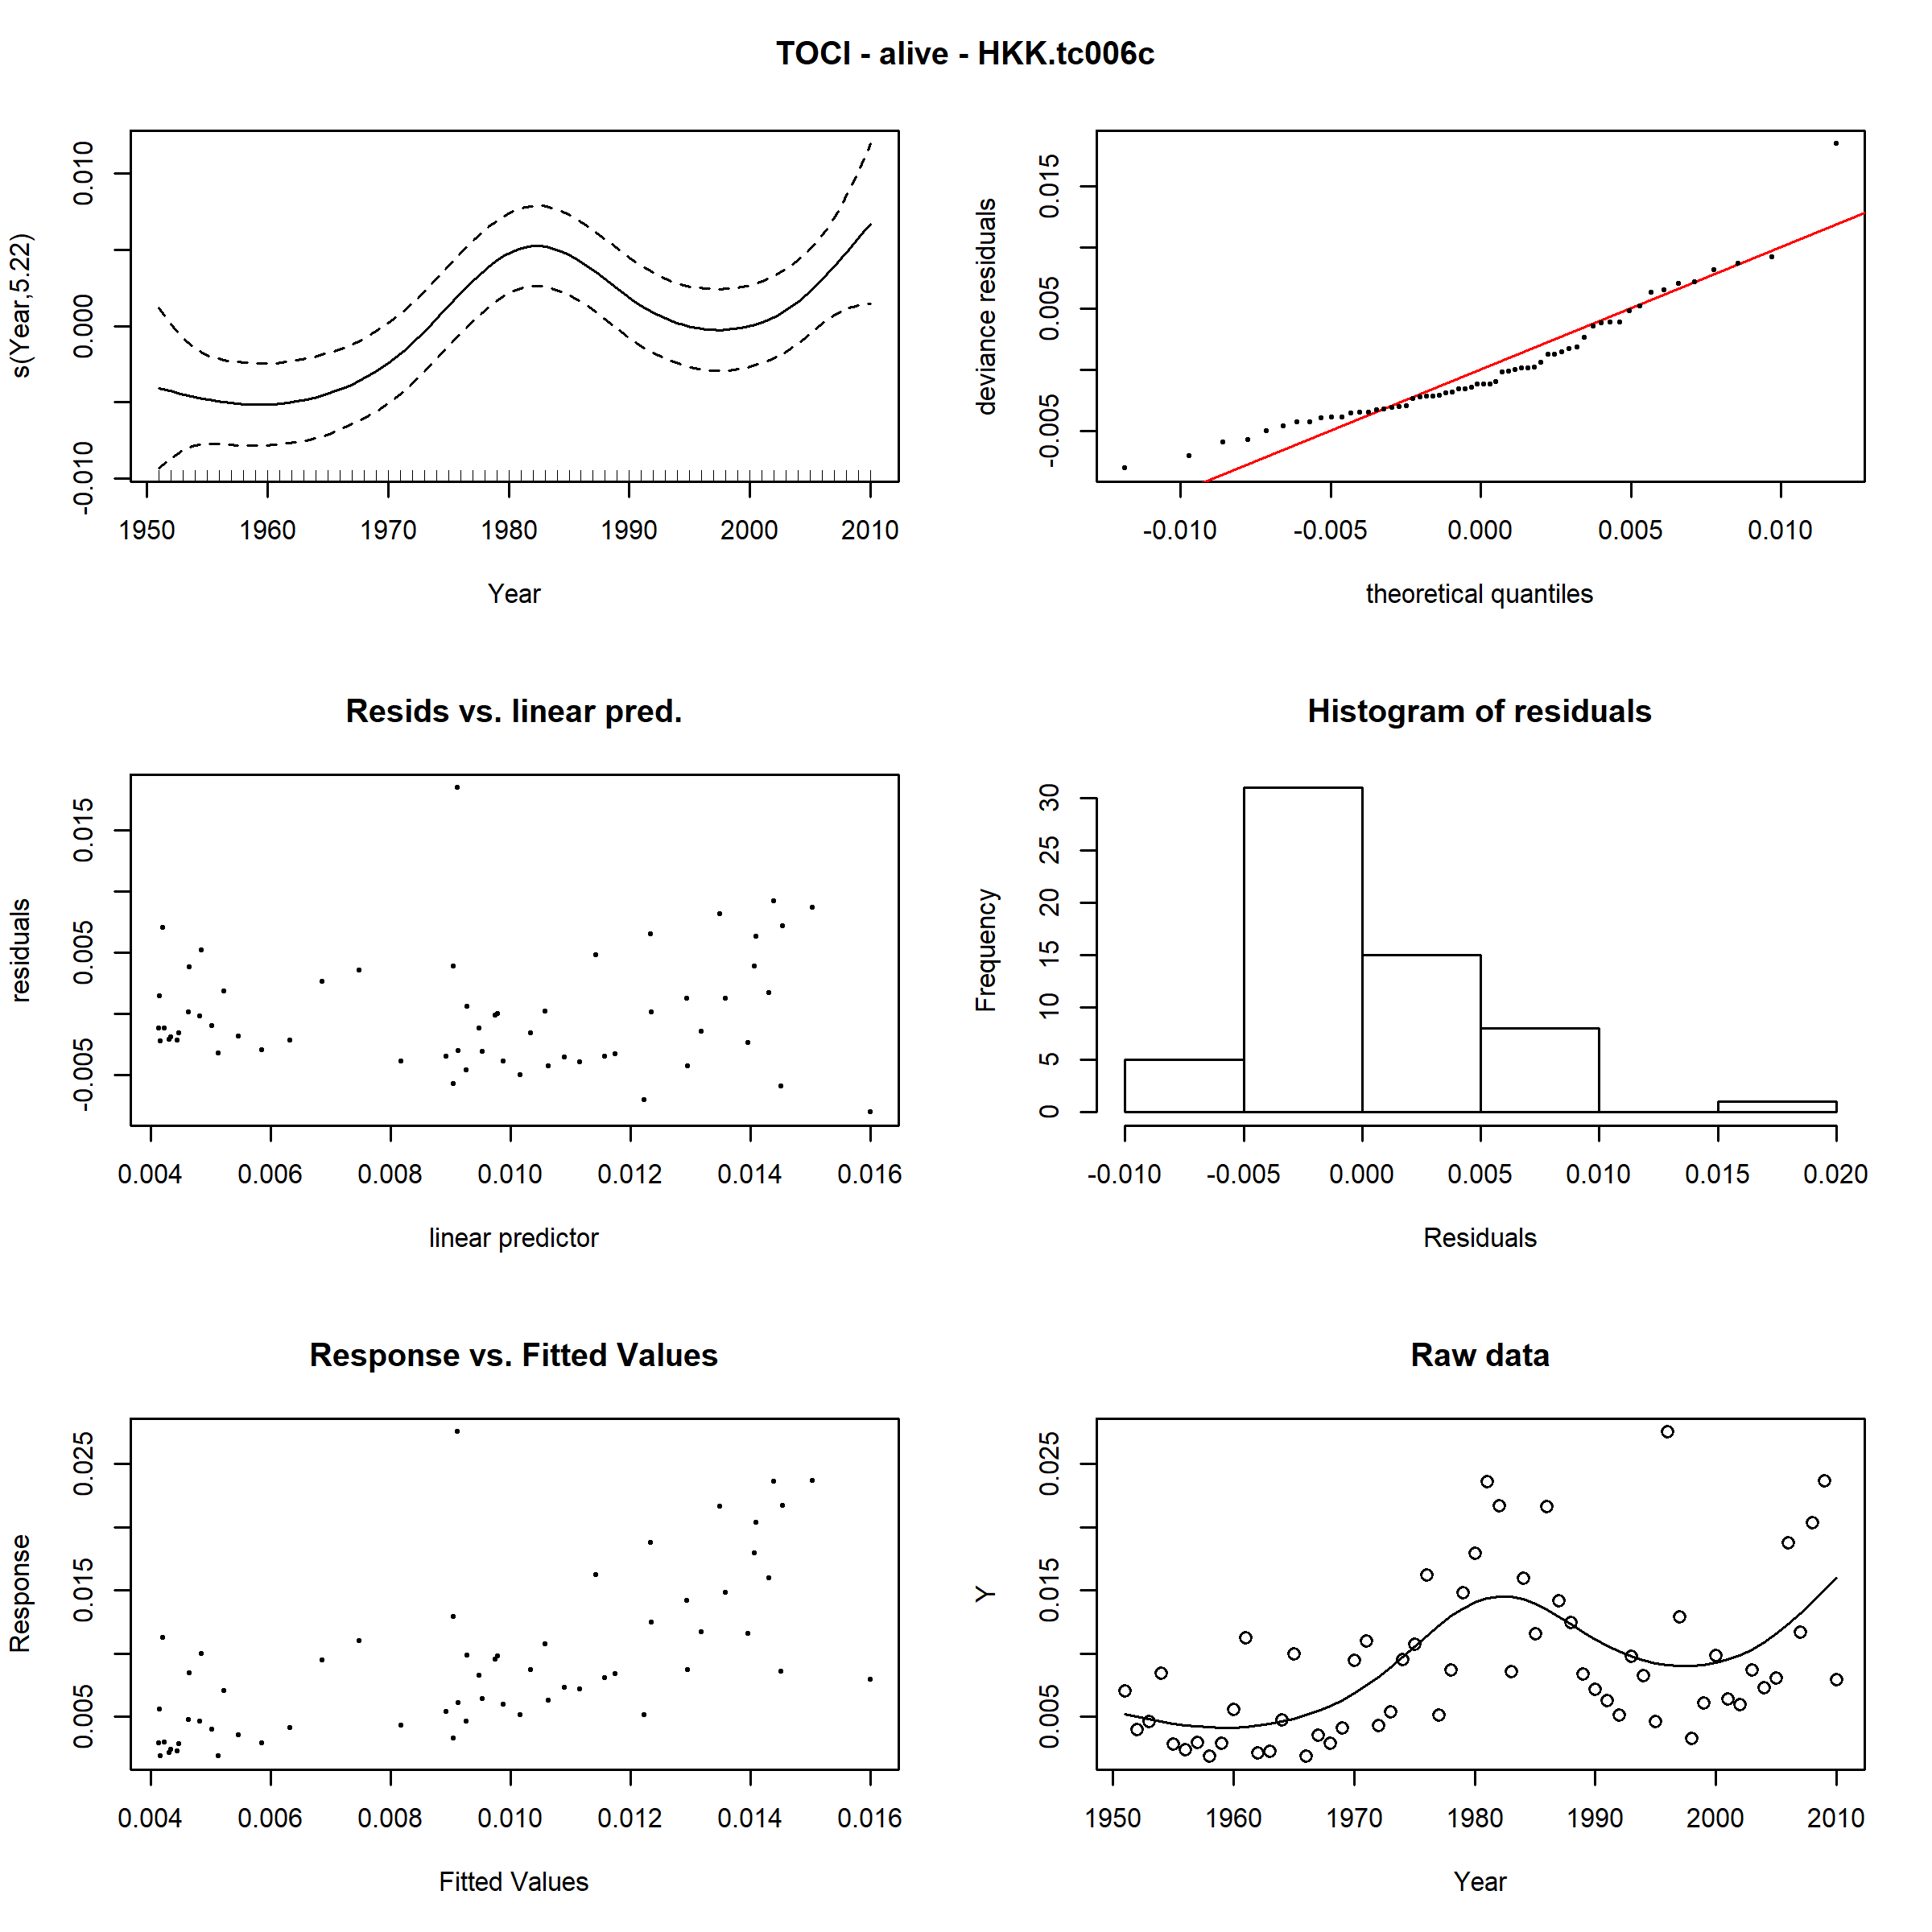 TOCI - alive - HKK.tc006c
s(Year,5.22)
-0.010 0.000 0.010
1950 1960 1970 1980 1990 2000 2010
Year
deviance residuals
-0.005 0.005 0.015
-0.010 -0.005 0.000 0.005 0.010
theoretical quantiles
Resids vs. linear pred.
residuals
-0.005 0.005 0.015
0.004 0.006 0.008 0.010 0.012 0.014 0.016
linear predictor
Histogram of residuals
Frequency
0 5 10 15 20 25 30
-0.010 -0.005 0.000 0.005 0.010 0.015 0.020
Residuals
Response vs. Fitted Values
Response
0.005 0.015 0.025
0.004 0.006 0.008 0.010 0.012 0.014 0.016
Fitted Values
Raw data
Y
0.005 0.015 0.025
1950 1960 1970 1980 1990 2000 2010
Year